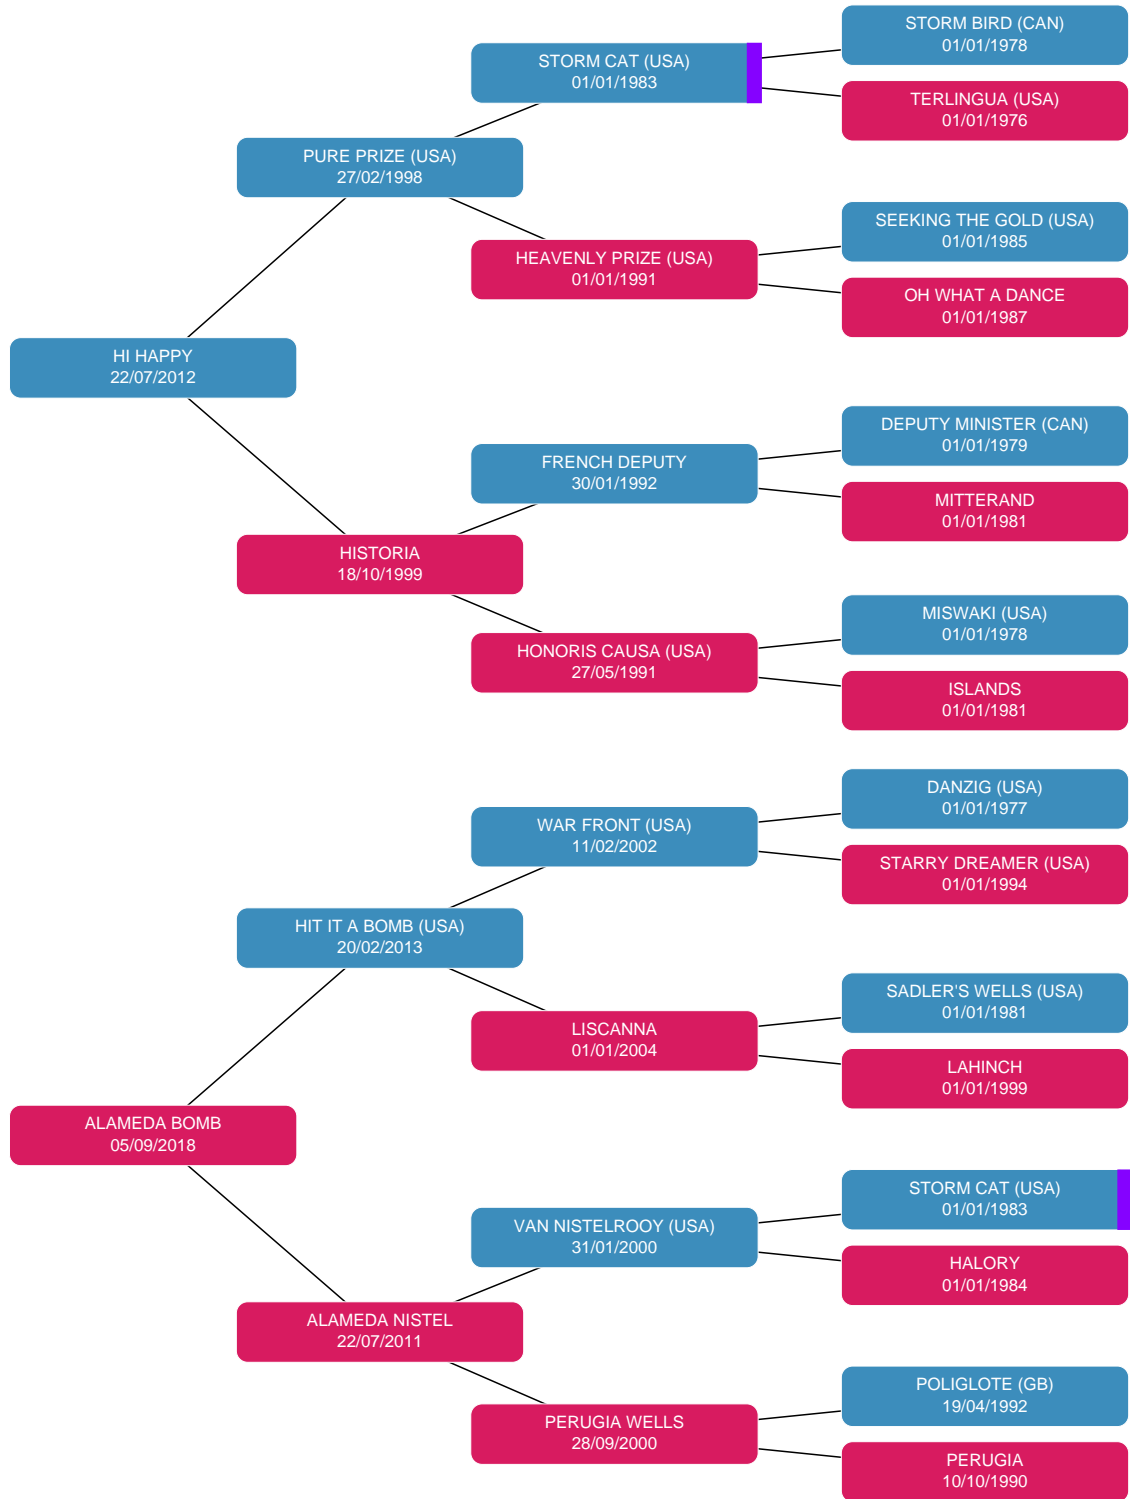 STORM BIRD (CAN)
01/01/1978
STORM CAT (USA)
01/01/1983
TERLINGUA (USA)
01/01/1976
PURE PRIZE (USA)
27/02/1998
SEEKING THE GOLD (USA)
01/01/1985
HEAVENLY PRIZE (USA)
01/01/1991
OH WHAT A DANCE
01/01/1987
HI HAPPY
22/07/2012
DEPUTY MINISTER (CAN)
01/01/1979
FRENCH DEPUTY
30/01/1992
MITTERAND
01/01/1981
HISTORIA
18/10/1999
MISWAKI (USA)
01/01/1978
HONORIS CAUSA (USA)
27/05/1991
ISLANDS
01/01/1981
DANZIG (USA)
01/01/1977
WAR FRONT (USA)
11/02/2002
STARRY DREAMER (USA)
01/01/1994
HIT IT A BOMB (USA)
20/02/2013
SADLER'S WELLS (USA)
01/01/1981
LISCANNA
01/01/2004
LAHINCH
01/01/1999
ALAMEDA BOMB
05/09/2018
STORM CAT (USA)
01/01/1983
VAN NISTELROOY (USA)
31/01/2000
HALORY
01/01/1984
ALAMEDA NISTEL
22/07/2011
POLIGLOTE (GB)
19/04/1992
PERUGIA WELLS
28/09/2000
PERUGIA
10/10/1990